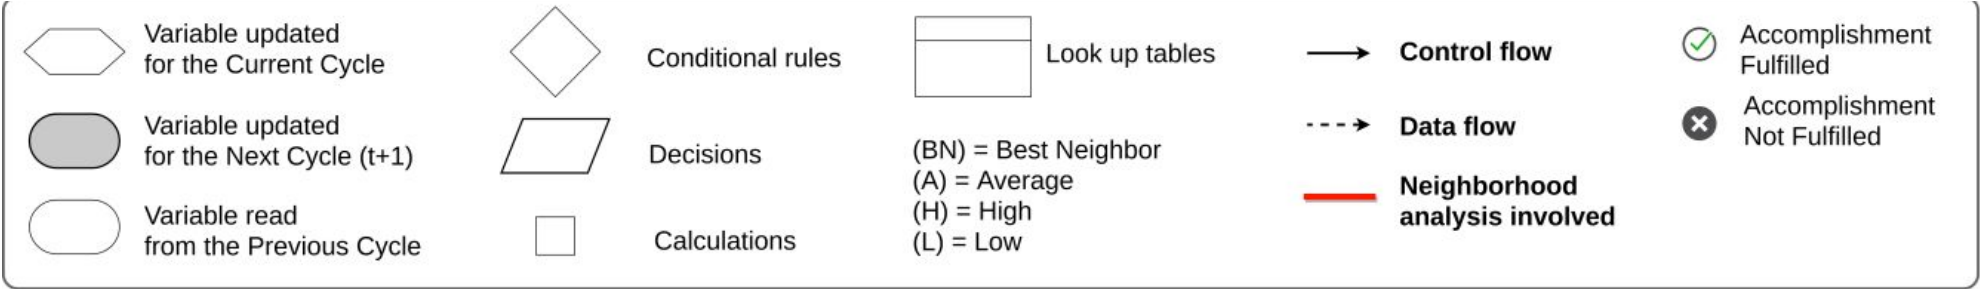 Variable updated
for the Current Cycle
Variable updated
for the Next Cycle (t+1)
Variable read
from the Previous Cycle
Conditional rules
Decisions
Calculations
Look up tables
(BN) = Best Neighbor
(A) = Average
(H) = High
(L) = Low
Control flow
Data flow
Neighborhood
analysis involved
Accomplishment
Fulfilled
Accomplishment
Not Fulfilled